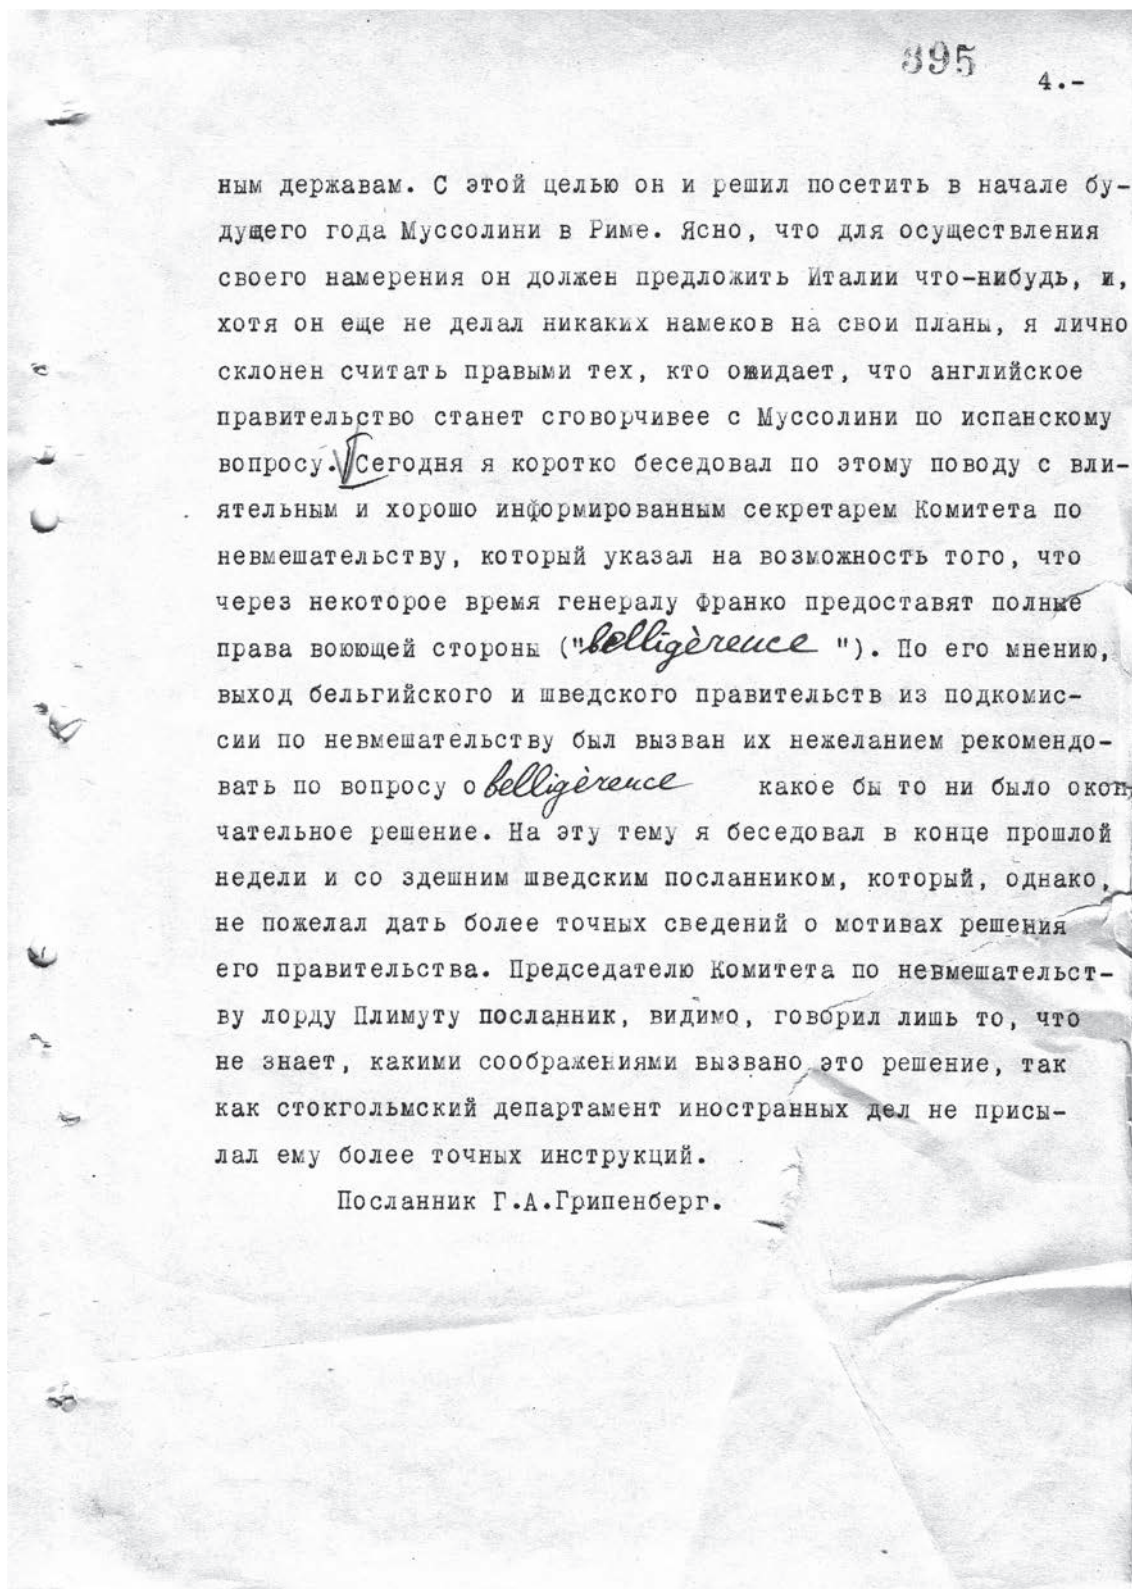 395
4.-
ным державам. С этой целью он и решил посетить в начале бу-
дущего года Муссолини в Риме. Ясно, что для осуществления
своего намерения он должен предложить Италии что-нибудь, и,
хотя он еще не делал никаких намеков на свои планы, я лично
склонен считать правыми тех, кто ожидает, что английское
правительство станет сговорчивее с Муссолини по испанскому
вопросу. Сегодня я коротко беседовал по этому поводу с вли-
ятельным и хорошо информированным секретарем Комитета по
невмешательству, который указал на возможность того, что
через некоторое время генералу Франко предоставят полные
права воюющей стороны ("belligèrence"). По его мнению,
выход бельгийского и шведского правительств из подкомис-
сии по невмешательству был вызван их нежеланием рекомендо-
вать по вопросу о belligèrence какое бы то ни было окон-
чательное решение. На эту тему я беседовал в конце прошлой
недели и со здешним шведским посланником, который, однако,
не пожелал дать более точных сведений о мотивах решения
его правительства. Председателю Комитета по невмешательст-
ву лорду Плимуту посланник, видимо, говорил лишь то, что
не знает, какими соображениями вызвано это решение, так
как стокгольмский департамент иностранных дел не присы-
лал ему более точных инструкций.
Посланник Г.А.Грипенберг.